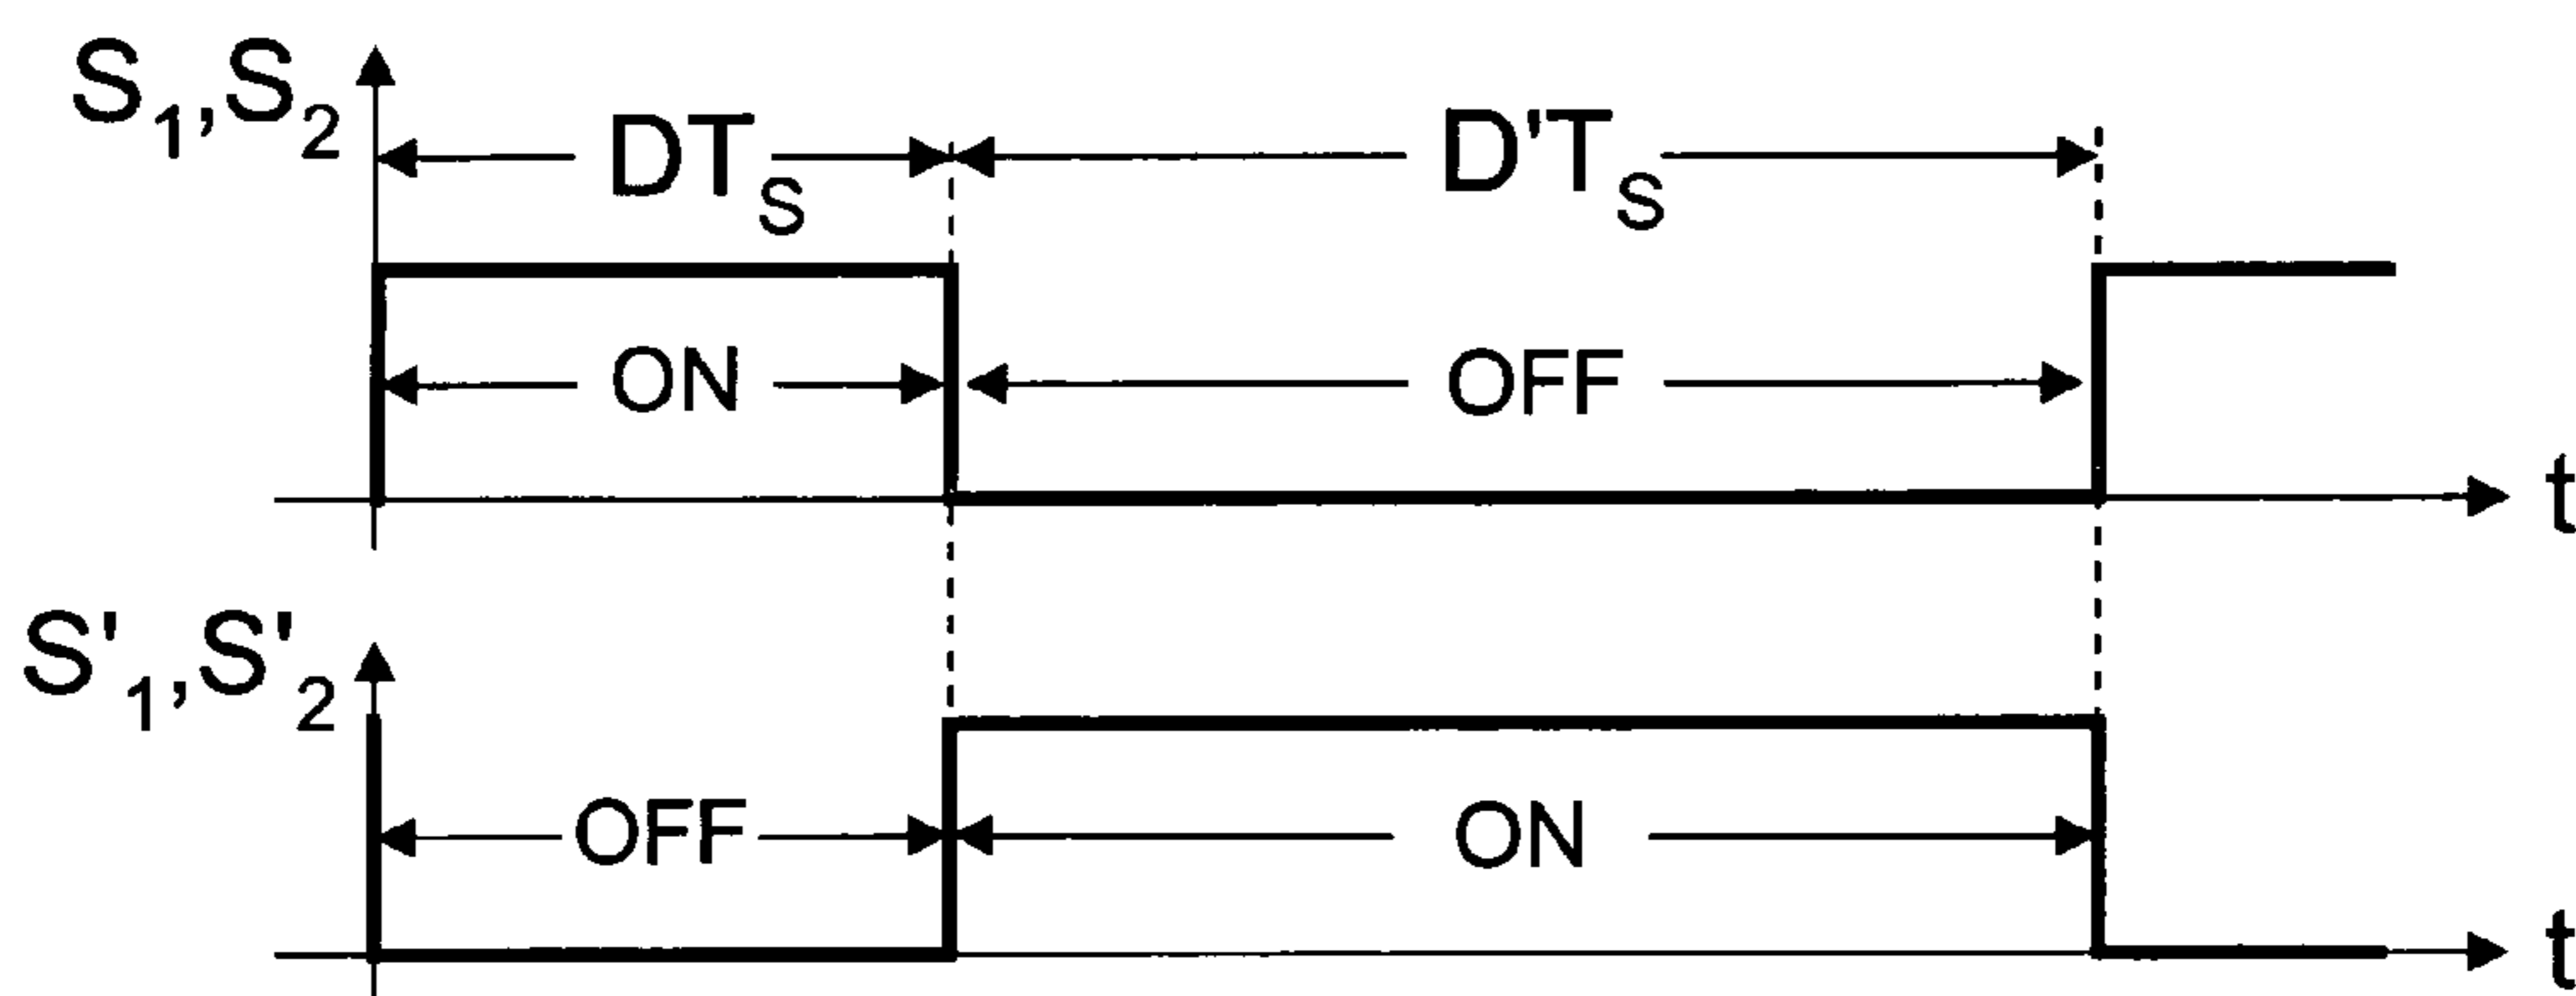 S₁,S₂
DTₛ
D'Tₛ
ON
OFF
t
S'₁,S'₂
OFF
ON
t